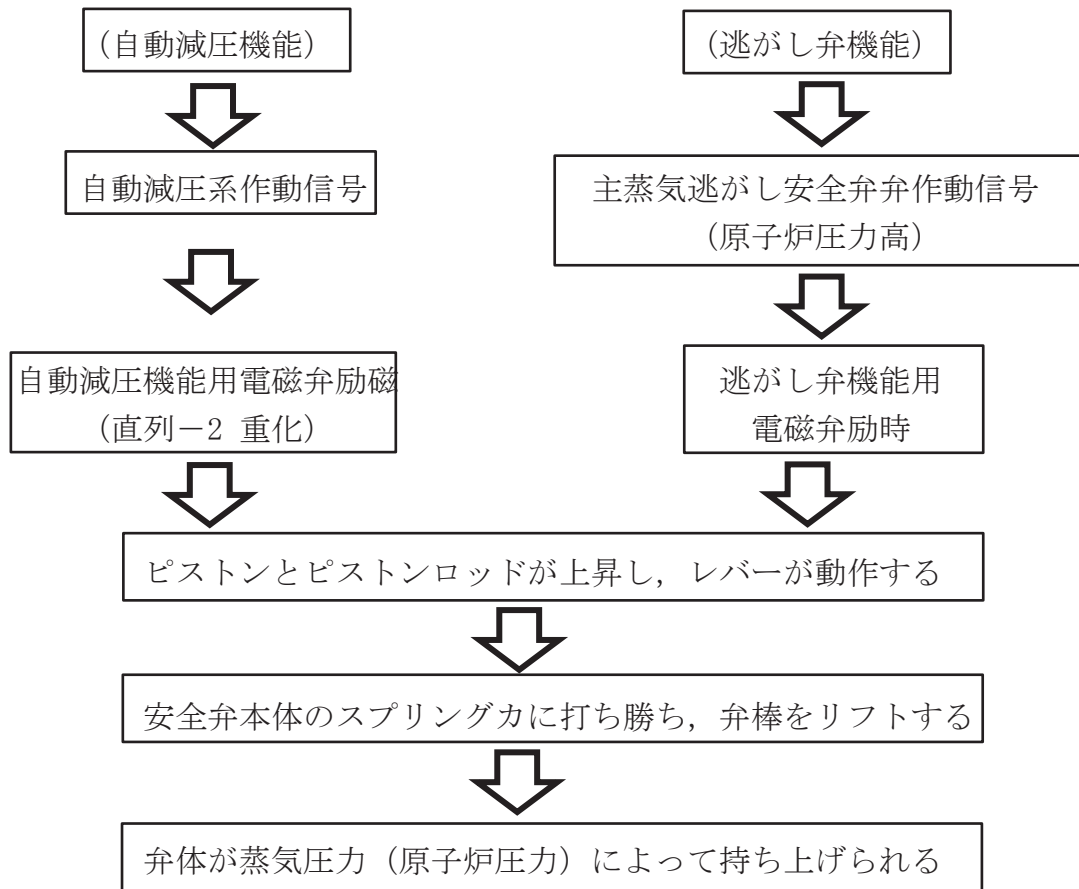 （自動減圧機能）
（逃がし弁機能）
自動減圧系作動信号
主蒸気逃がし安全弁弁作動信号
（原子炉圧力高）
自動減圧機能用電磁弁励磁
（直列－2 重化）
逃がし弁機能用
電磁弁励時
ピストンとピストンロッドが上昇し，レバーが動作する
安全弁本体のスプリングカに打ち勝ち，弁棒をリフトする
弁体が蒸気圧力（原子炉圧力）によって持ち上げられる